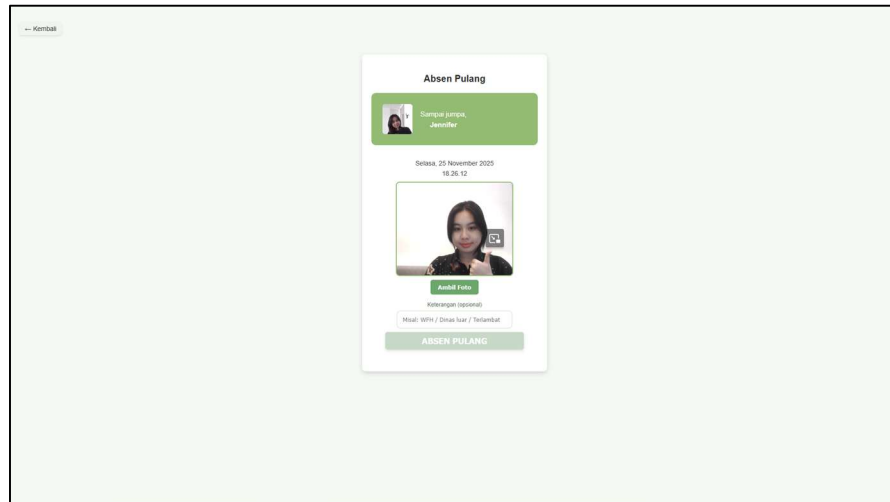 ← Kembali
Absen Pulang
Sampai jumpa,
Jennifer
Selasa, 25 November 2025
18.26.12
Ambil Foto
Keterangan (opsional)
Misal: WFH / Dinas luar / Terlambat
ABSEN PULANG